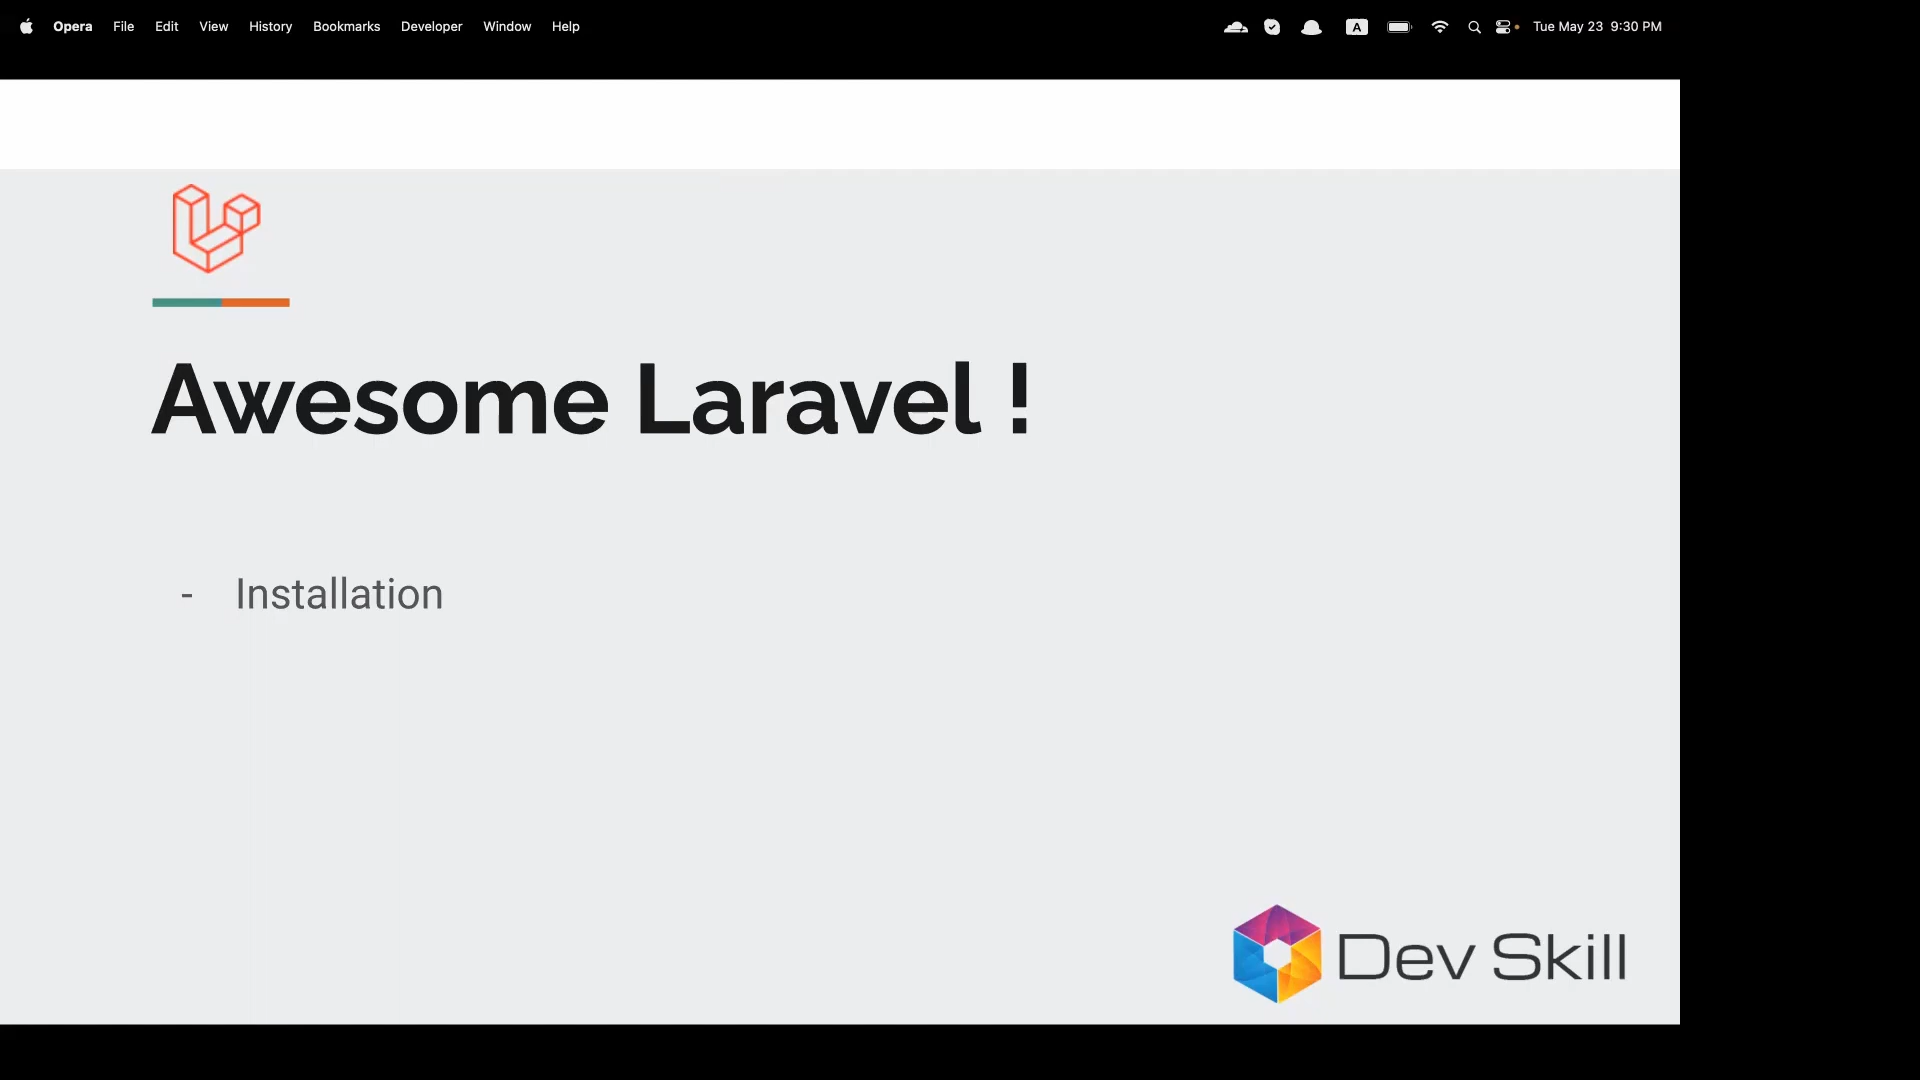 Opera File Edit View History Bookmarks Developer Window Help A Tue May 23 9:30 PM
Awesome Laravel !
- Installation
Dev Skill